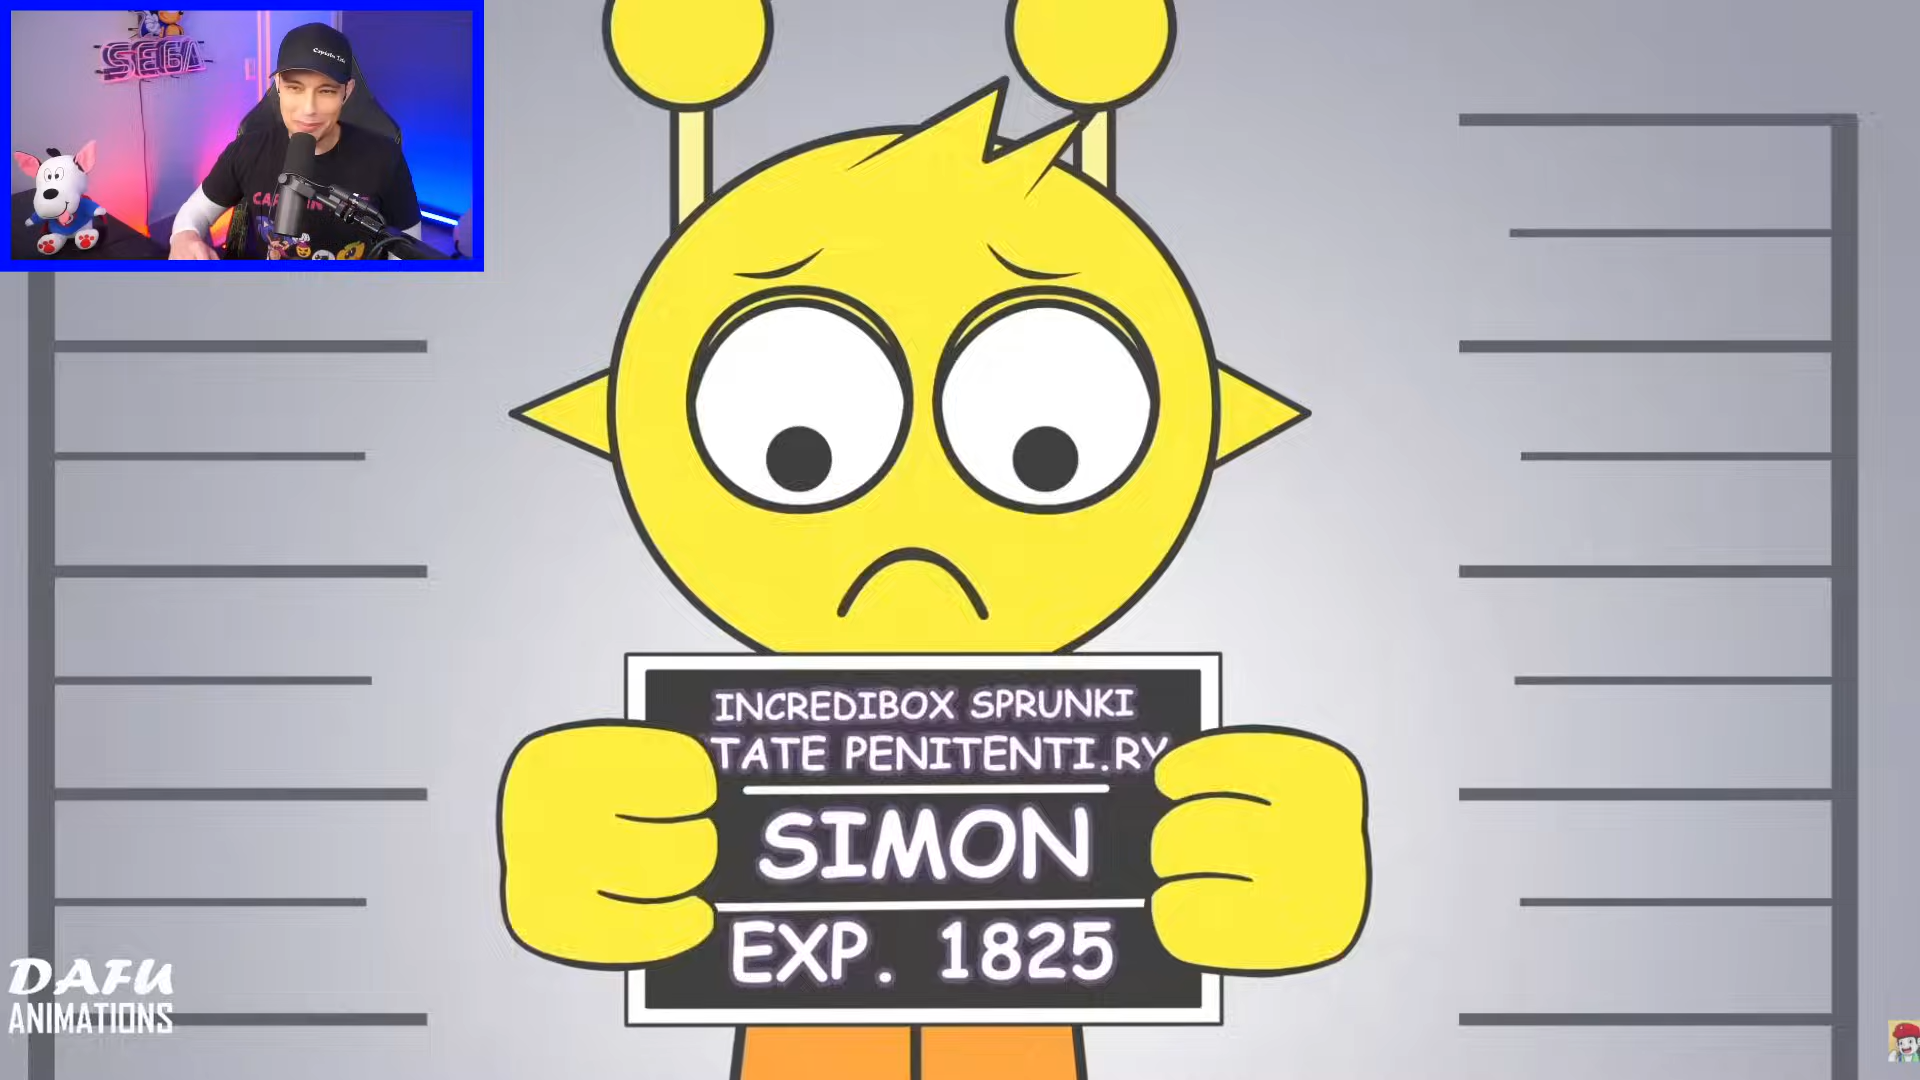 SEGA
INCREDIBOX SPRUNKI
TATE PENITENTI.RY
SIMON
EXP. 1825
DAFU
ANIMATIONS